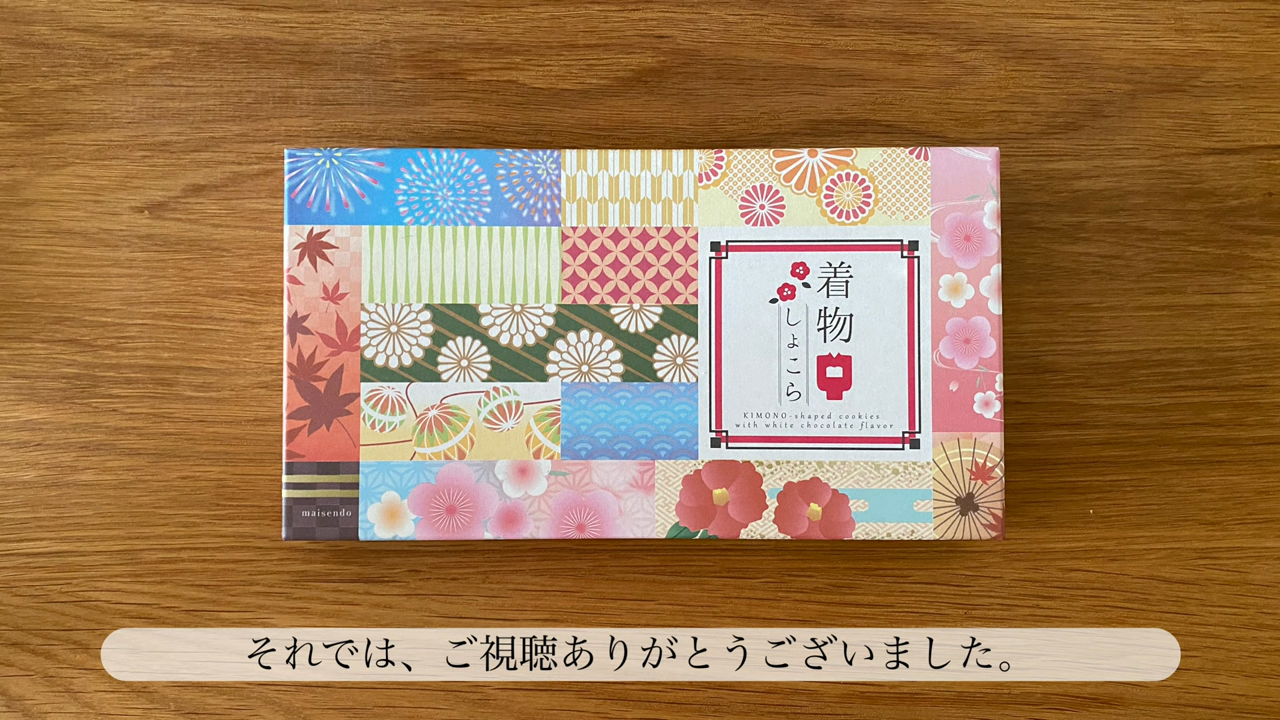 着物
しょこら
KIMONO-shaped cookies
with white chocolate flavor
maisendo
それでは、ご視聴ありがとうございました。